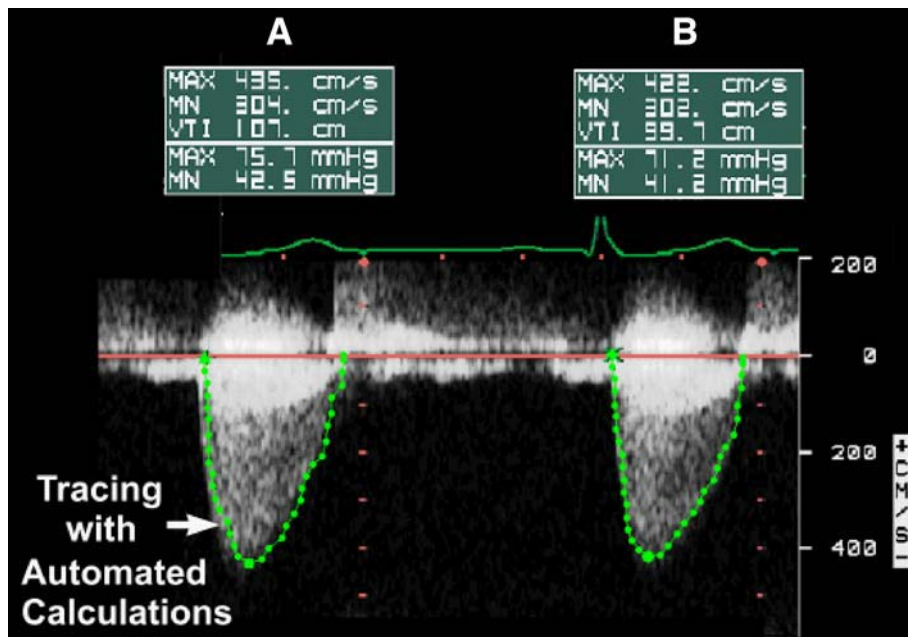 A
B
MAX 435. cm/s
MN 304. cm/s
VTI 107. cm
MAX 75.7 mmHg
MN 42.5 mmHg
MAX 422. cm/s
MN 302. cm/s
VTI 99.7 cm
MAX 71.2 mmHg
MN 41.2 mmHg
200
0
200
400
+CM/S-
Tracing
with
Automated
Calculations